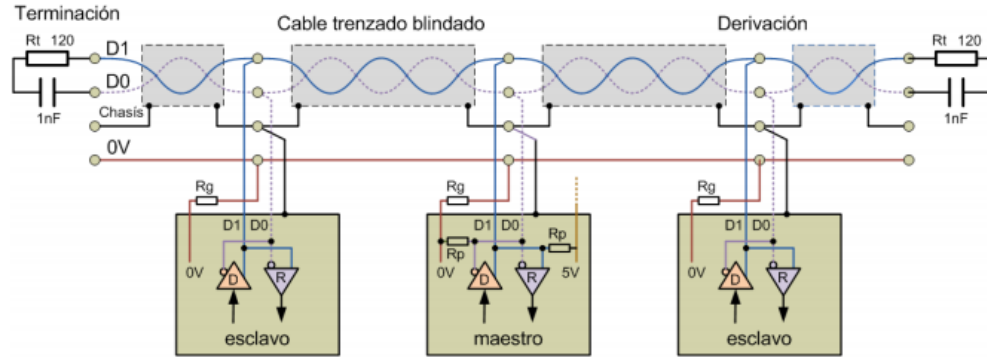 Terminación
Cable trenzado blindado
Derivación
Rt 120
D1
Rt 120
D0
1nF
Chasís
1nF
0V
Rg
Rg
Rg
D1 D0
D1 D0
D1 D0
Rp
Rp
0V
D
R
0V
D
R
5V
0V
D
R
esclavo
maestro
esclavo